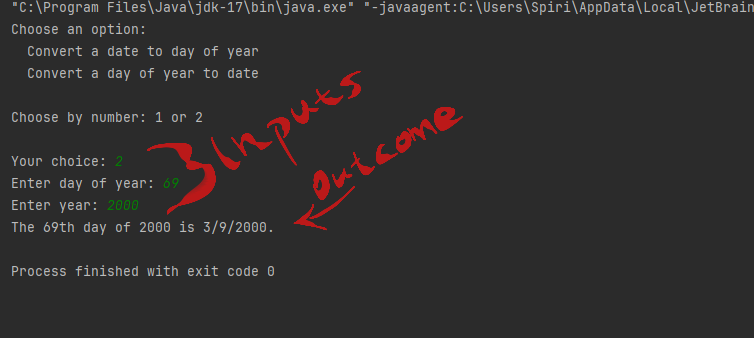 "C:\Program Files\Java\jdk-17\bin\java.exe" "-javaagent:C:\Users\Spiri\AppData\Local\JetBrain
Choose an option:
Convert a date to day of year
Convert a day of year to date
Choose by number: 1 or 2
Your choice: 2
Enter day of year: 69
Enter year: 2000
The 69th day of 2000 is 3/9/2000.
3 Inputs
Outcome
Process finished with exit code 0